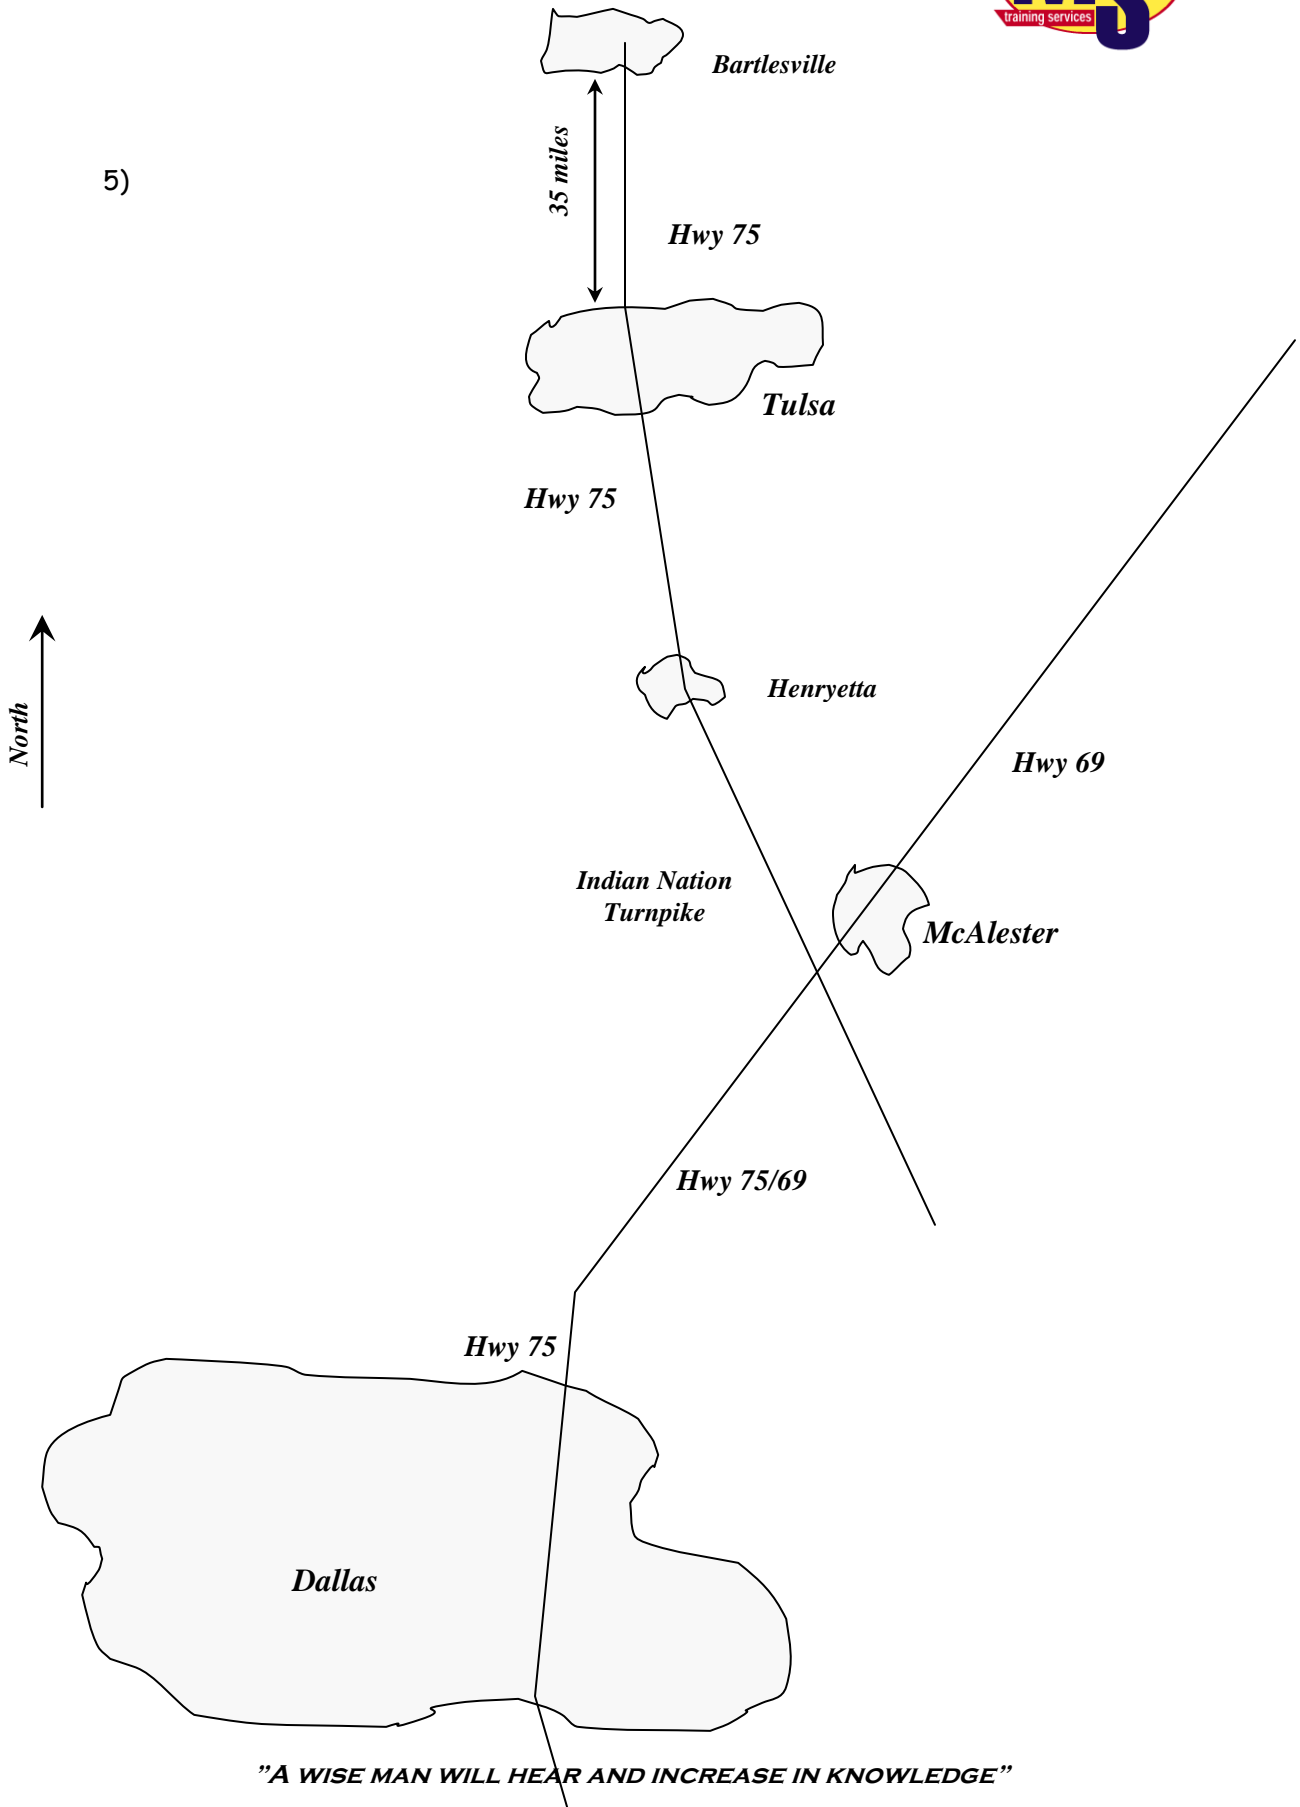 training services
Bartlesville
35 miles
5)
Hwy 75
Tulsa
Hwy 75
Henryetta
North
Hwy 69
Indian Nation
Turnpike
McAlester
Hwy 75/69
Hwy 75
Dallas
”A WISE MAN WILL HEAR AND INCREASE IN KNOWLEDGE”